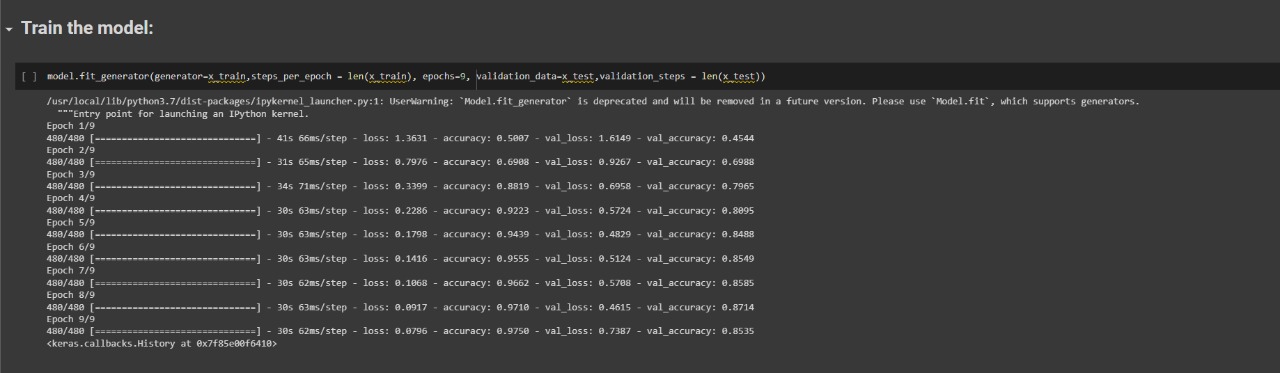 Train the model:
[ ] model.fit_generator(generator=x_train,steps_per_epoch = len(x_train), epochs=9, validation_data=x_test,validation_steps = len(x_test))
/usr/local/lib/python3.7/dist-packages/ipykernel_launcher.py:1: UserWarning: `Model.fit_generator` is deprecated and will be removed in a future version. Please use `Model.fit`, which supports generators.
"""Entry point for launching an IPython kernel.
Epoch 1/9
480/480 [==============================] - 41s 66ms/step - loss: 1.3631 - accuracy: 0.5007 - val_loss: 1.6149 - val_accuracy: 0.4544
Epoch 2/9
480/480 [==============================] - 31s 65ms/step - loss: 0.7976 - accuracy: 0.6908 - val_loss: 0.9267 - val_accuracy: 0.6988
Epoch 3/9
480/480 [==============================] - 34s 71ms/step - loss: 0.3399 - accuracy: 0.8819 - val_loss: 0.6958 - val_accuracy: 0.7965
Epoch 4/9
480/480 [==============================] - 30s 63ms/step - loss: 0.2286 - accuracy: 0.9223 - val_loss: 0.5724 - val_accuracy: 0.8095
Epoch 5/9
480/480 [==============================] - 30s 63ms/step - loss: 0.1798 - accuracy: 0.9439 - val_loss: 0.4829 - val_accuracy: 0.8488
Epoch 6/9
480/480 [==============================] - 30s 63ms/step - loss: 0.1416 - accuracy: 0.9555 - val_loss: 0.5124 - val_accuracy: 0.8549
Epoch 7/9
480/480 [==============================] - 30s 62ms/step - loss: 0.1068 - accuracy: 0.9662 - val_loss: 0.5708 - val_accuracy: 0.8585
Epoch 8/9
480/480 [==============================] - 30s 63ms/step - loss: 0.0917 - accuracy: 0.9710 - val_loss: 0.4615 - val_accuracy: 0.8714
Epoch 9/9
480/480 [==============================] - 30s 62ms/step - loss: 0.0796 - accuracy: 0.9750 - val_loss: 0.7387 - val_accuracy: 0.8535
<keras.callbacks.History at 0x7f85e00f6410>